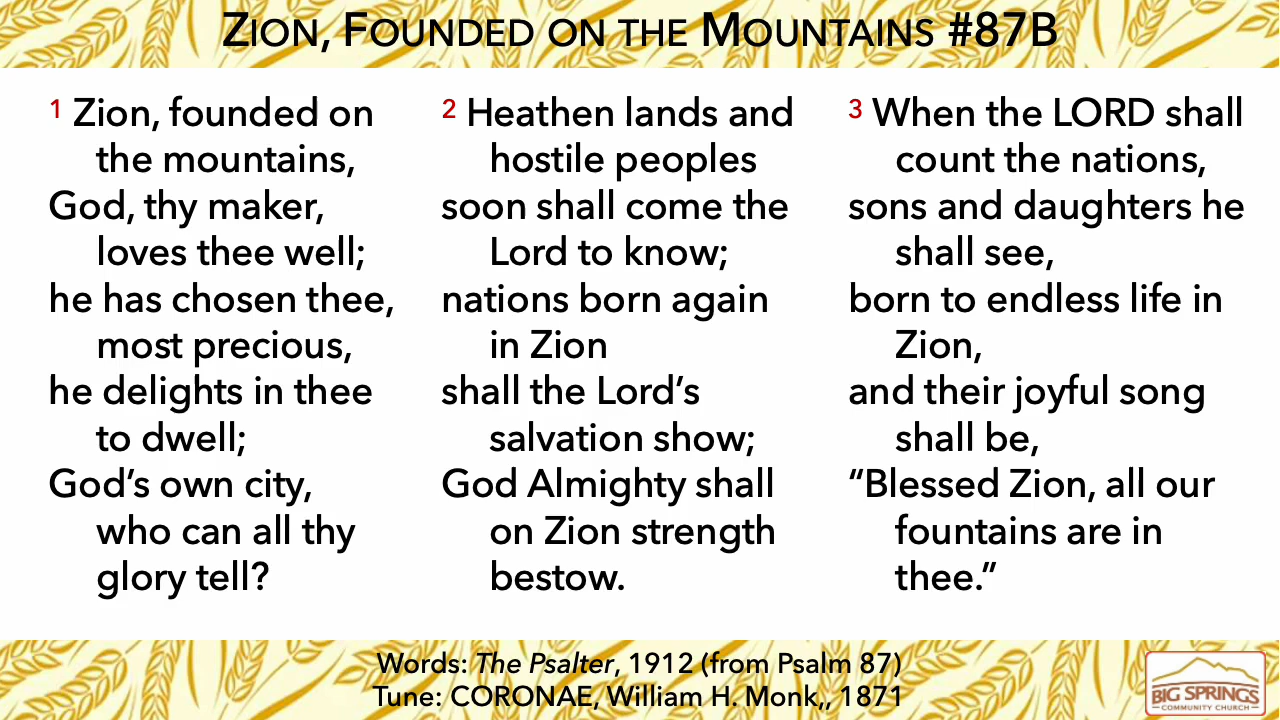 Zion, Founded on the Mountains #87B
1 Zion, founded on
the mountains,
God, thy maker,
loves thee well;
he has chosen thee,
most precious,
he delights in thee
to dwell;
God’s own city,
who can all thy
glory tell?
2 Heathen lands and
hostile peoples
soon shall come the
Lord to know;
nations born again
in Zion
shall the Lord’s
salvation show;
God Almighty shall
on Zion strength
bestow.
3 When the LORD shall
count the nations,
sons and daughters he
shall see,
born to endless life in
Zion,
and their joyful song
shall be,
“Blessed Zion, all our
fountains are in
thee.”
Words: The Psalter, 1912 (from Psalm 87)
Tune: CORONAE, William H. Monk,, 1871
BIG SPRINGS
COMMUNITY CHURCH